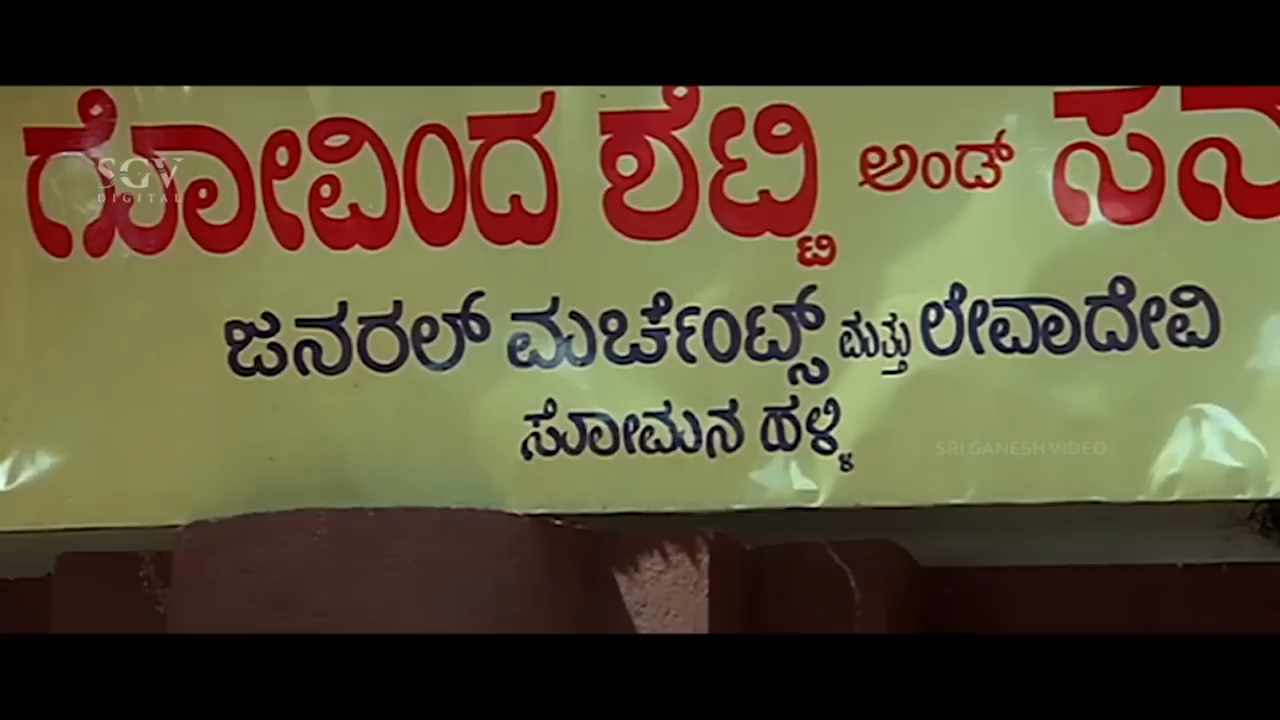 ಗೋವಿಂದ ಶೆಟ್ಟಿ ಅಂಡ್
ಜನರಲ್ ಮರ್ಚೆಂಟ್ಸ್ ಮತ್ತು ಲೇವಾದೇವಿ
ಸೋಮನ ಹಳ್ಳಿ
SGV
DIGITAL
SRI GANESH VIDEO